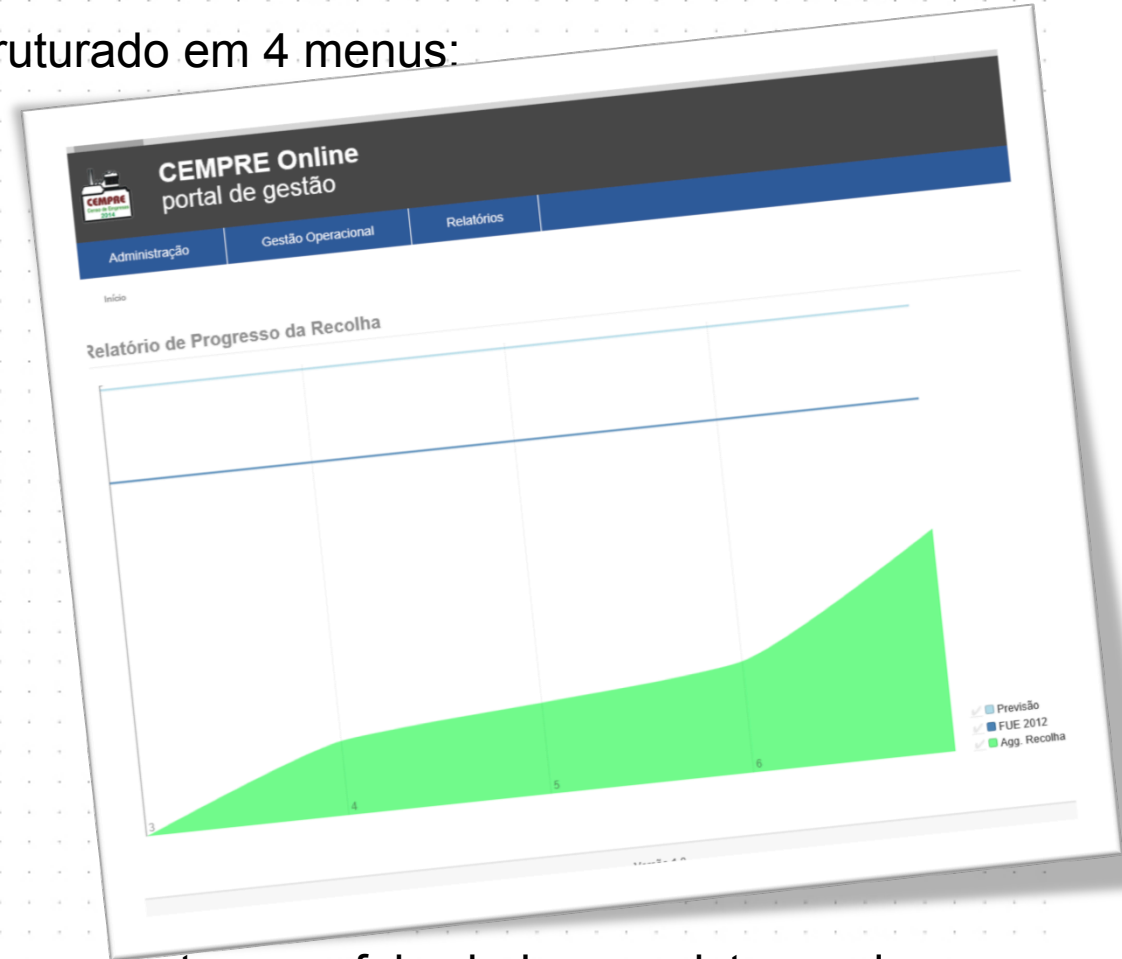 ruturado em 4 menus:
CEMPRE Online
portal de gestão
CEMPRE
2014
Administração
Gestão Operacional
Relatórios
Início
Relatório de Progresso da Recolha
Previsão
FUE 2012
Agg. Recolha
3
4
5
6